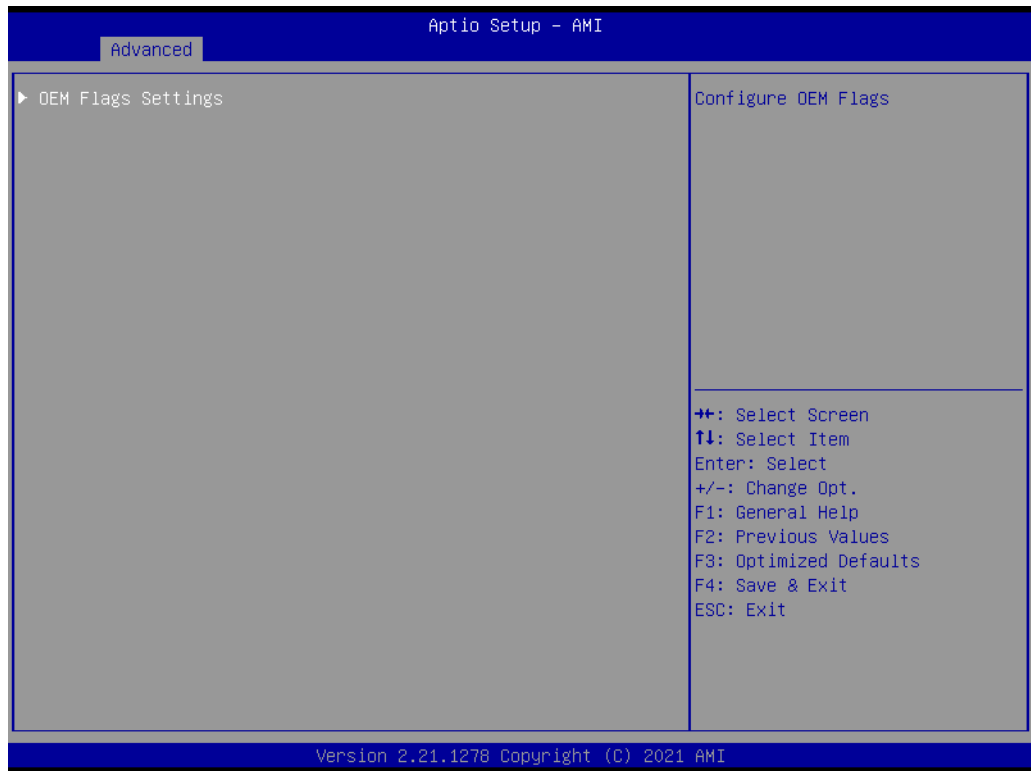 Aptio Setup – AMI
Advanced
▶ OEM Flags Settings
Configure OEM Flags
→←: Select Screen
↑↓: Select Item
Enter: Select
+/-: Change Opt.
F1: General Help
F2: Previous Values
F3: Optimized Defaults
F4: Save & Exit
ESC: Exit
Version 2.21.1278 Copyright (C) 2021 AMI